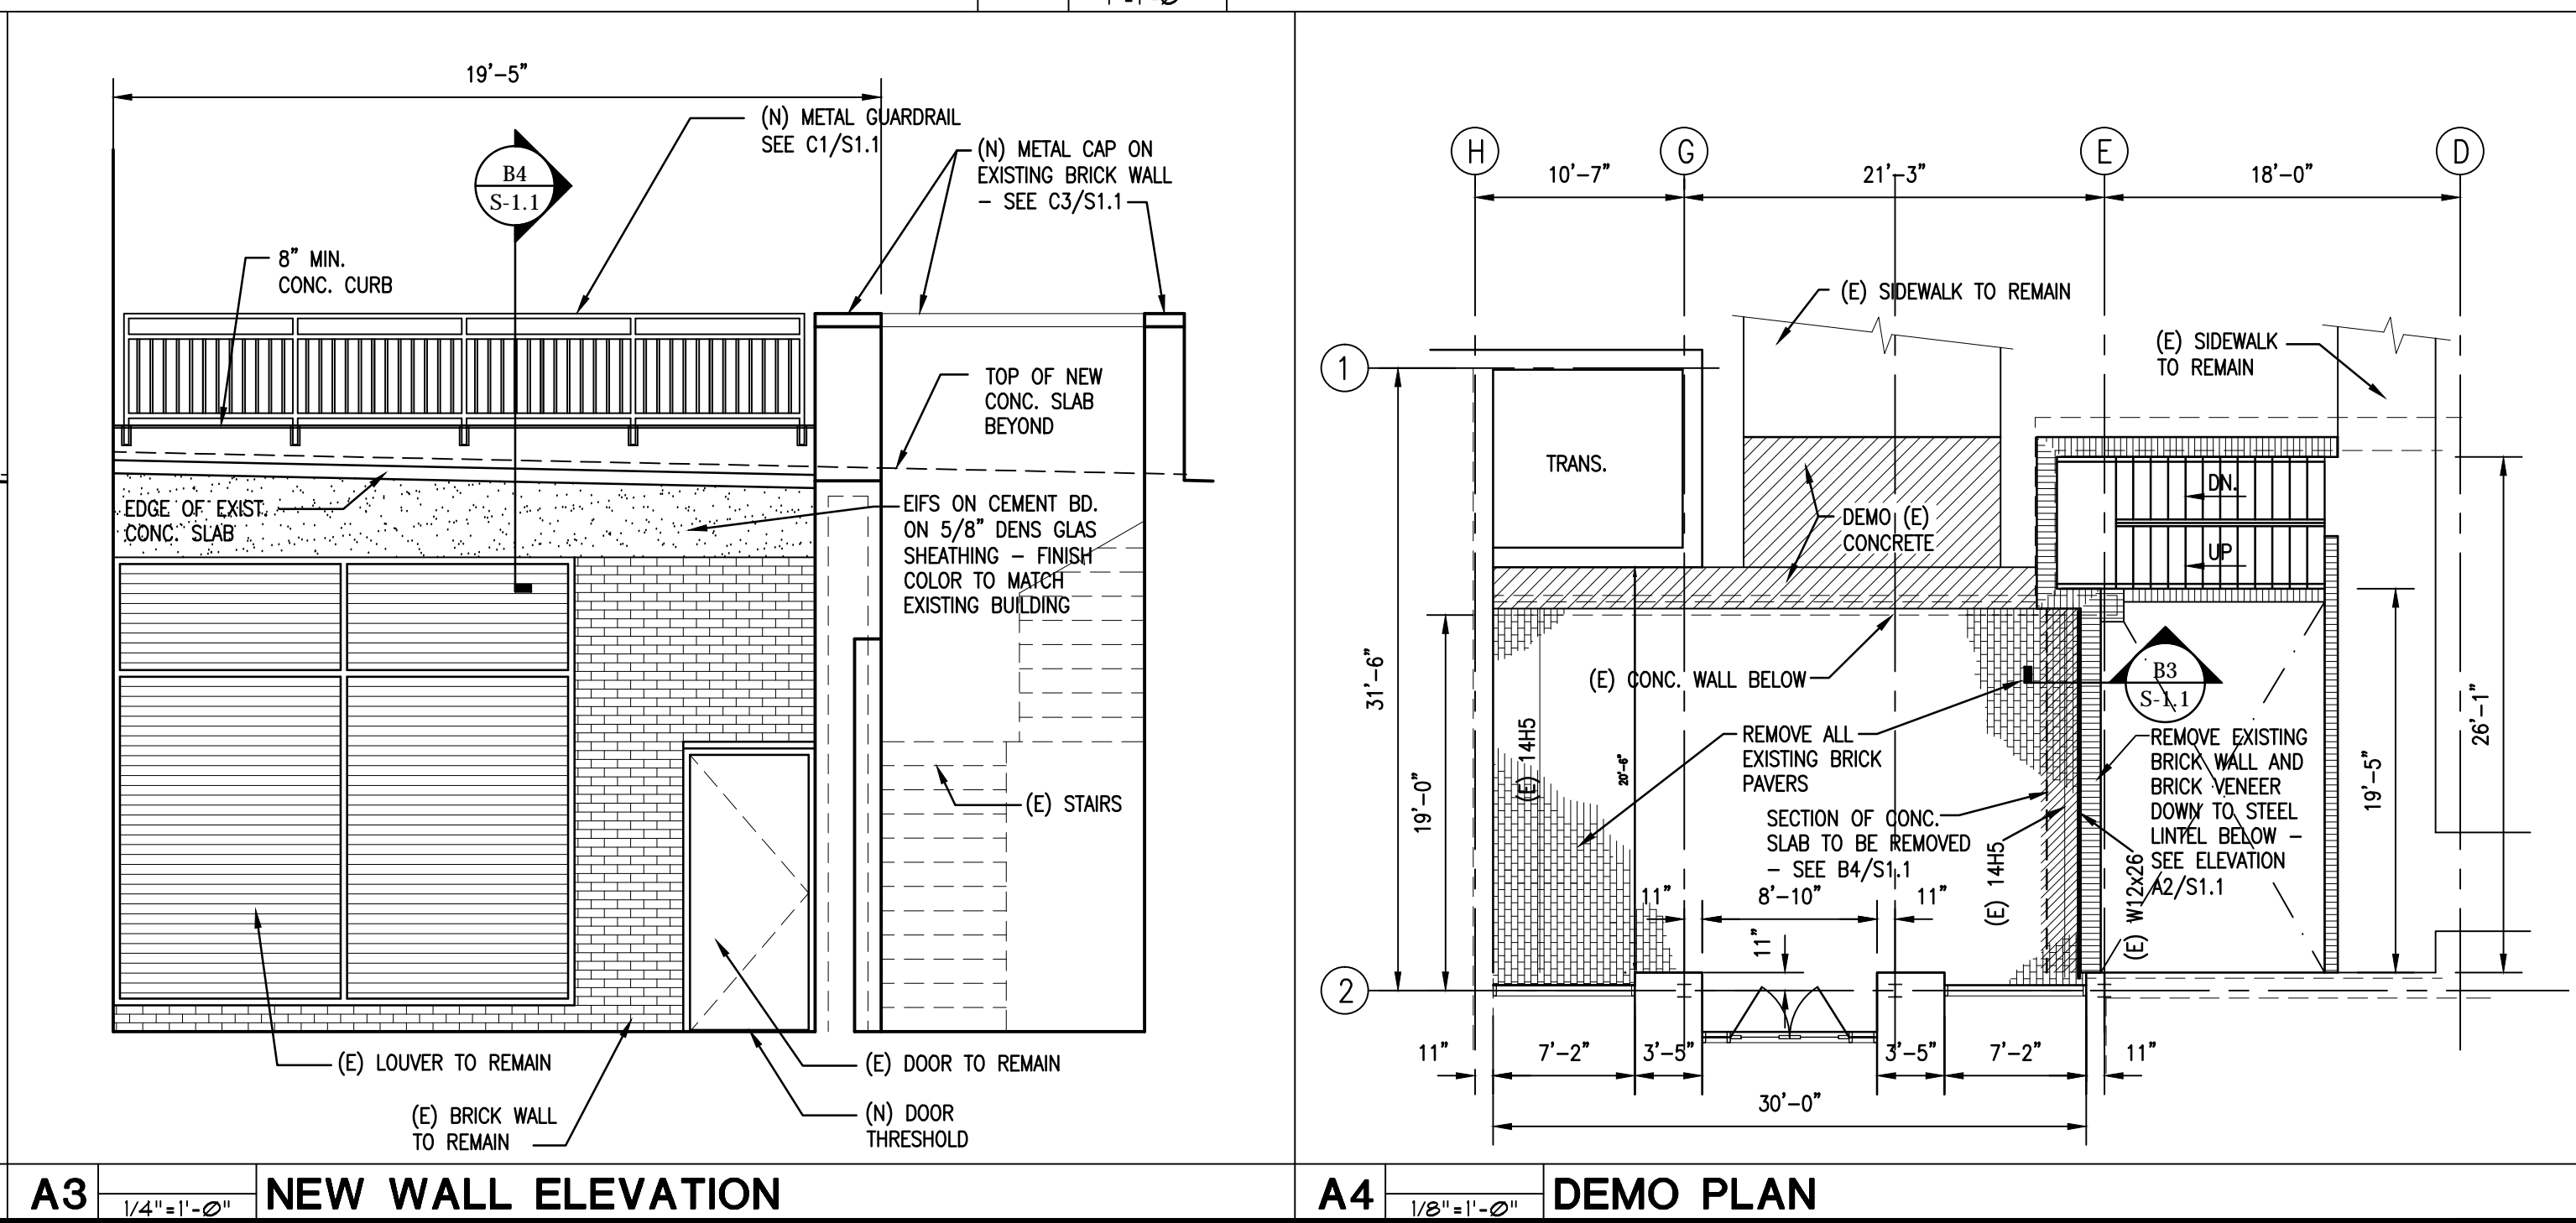 1'=1'-Ø"
19'-5"
(N) METAL GUARDRAIL
SEE C1/S1.1
(N) METAL CAP ON
EXISTING BRICK WALL
- SEE C3/S1.1
B4
S-1.1
8" MIN.
CONC. CURB
TOP OF NEW
CONC. SLAB
BEYOND
EDGE OF EXIST.
CONC. SLAB
EIFS ON CEMENT BD.
ON 5/8" DENS GLAS
SHEATHING - FINISH
COLOR TO MATCH
EXISTING BUILDING
(E) STAIRS
(E) LOUVER TO REMAIN
(E) DOOR TO REMAIN
(E) BRICK WALL
TO REMAIN
(N) DOOR
THRESHOLD
A3
1/4"=1'-Ø"
NEW WALL ELEVATION
H
G
E
D
10'-7"
21'-3"
18'-0"
(E) SIDEWALK TO REMAIN
(E) SIDEWALK
TO REMAIN
1
TRANS.
DN.
DEMO (E)
CONCRETE
UP
31'-6"
(E) CONC. WALL BELOW
B3
S-1.1
(E) 14H5
20'-6"
19'-0"
REMOVE ALL
EXISTING BRICK
PAVERS
REMOVE EXISTING
BRICK WALL AND
BRICK VENEER
DOWN TO STEEL
LINTEL BELOW -
SEE ELEVATION
A2/S1.1
26'-1"
19'-5"
SECTION OF CONC.
SLAB TO BE REMOVED
- SEE B4/S1.1
(E) 14H5
(E) W12x26
11"
8'-10"
11"
11"
2
11"
7'-2"
3'-5"
3'-5"
7'-2"
11"
30'-0"
A4
1/8"=1'-Ø"
DEMO PLAN